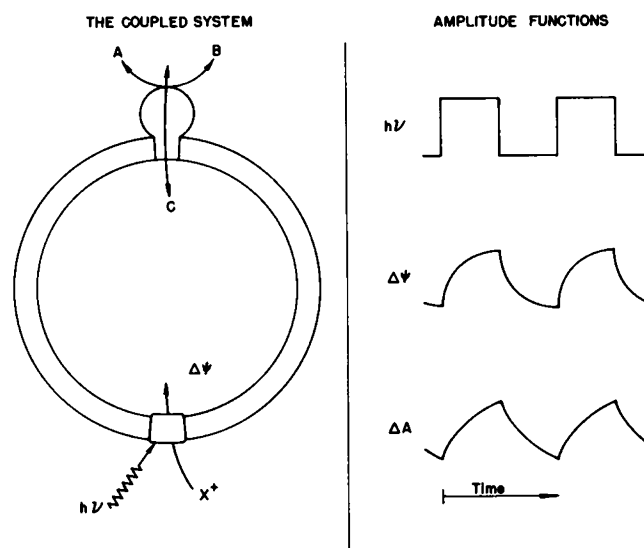 THE COUPLED SYSTEM
A
B
C
Δψ
hν
X+
AMPLITUDE FUNCTIONS
hν
Δψ
ΔA
Time